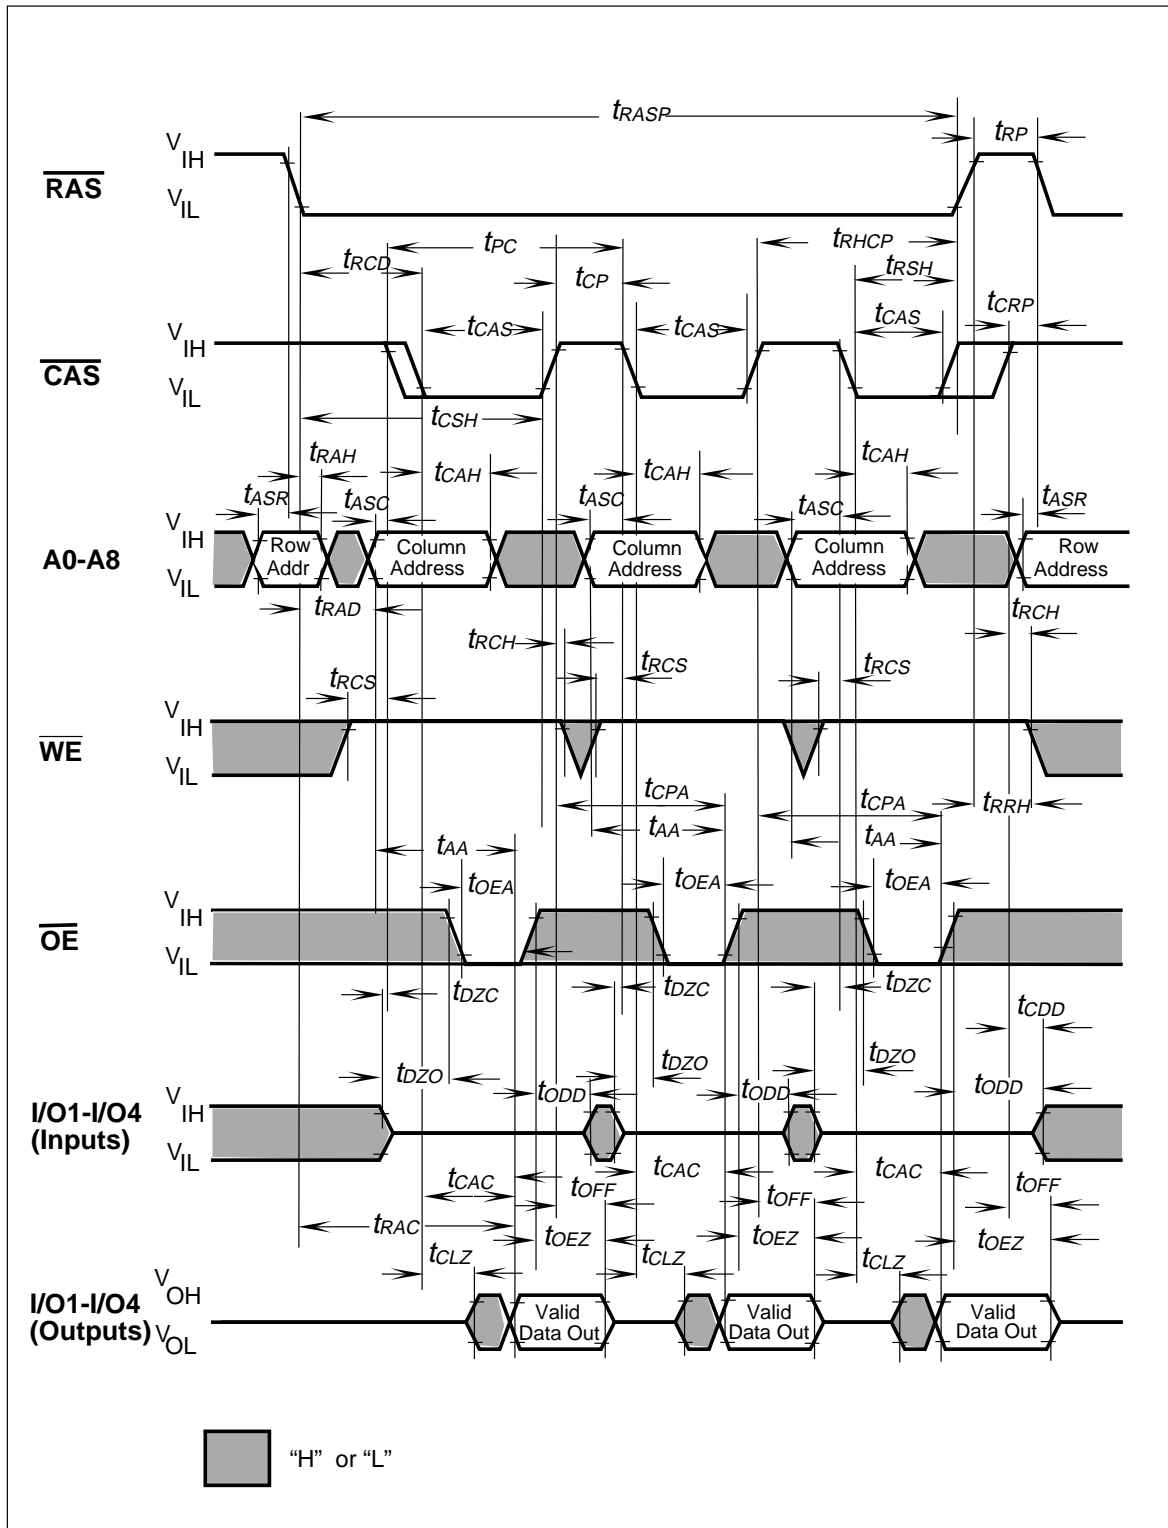 tRASP
tRP
VIH
RAS
VIL
tPC
tRHCP
tRCD
tRSH
tCP
tCRP
tCAS
tCAS
tCAS
VIH
CAS
VIL
tCSH
tRAH
tCAH
tCAH
tCAH
tASR
tASC
tASC
tASC
tASR
VIH
A0-A8
VIL
Row Addr
Column Address
Column Address
Column Address
Row Address
tRAD
tRCH
tRCH
tRCS
tRCS
tRCS
VIH
WE
VIL
tCPA
tCPA
tRRH
tAA
tAA
tAA
tOEA
tOEA
tOEA
VIH
OE
VIL
tDZC
tDZC
tDZC
tCDD
tDZO
tDZO
tDZO
tODD
tODD
tODD
VIH
I/O1-I/O4
(Inputs)
VIL
tCAC
tCAC
tCAC
tOFF
tOFF
tOFF
tRAC
tOEZ
tOEZ
tOEZ
tCLZ
tCLZ
tCLZ
VOH
I/O1-I/O4
(Outputs)
VOL
Valid Data Out
Valid Data Out
Valid Data Out
“H” or “L”